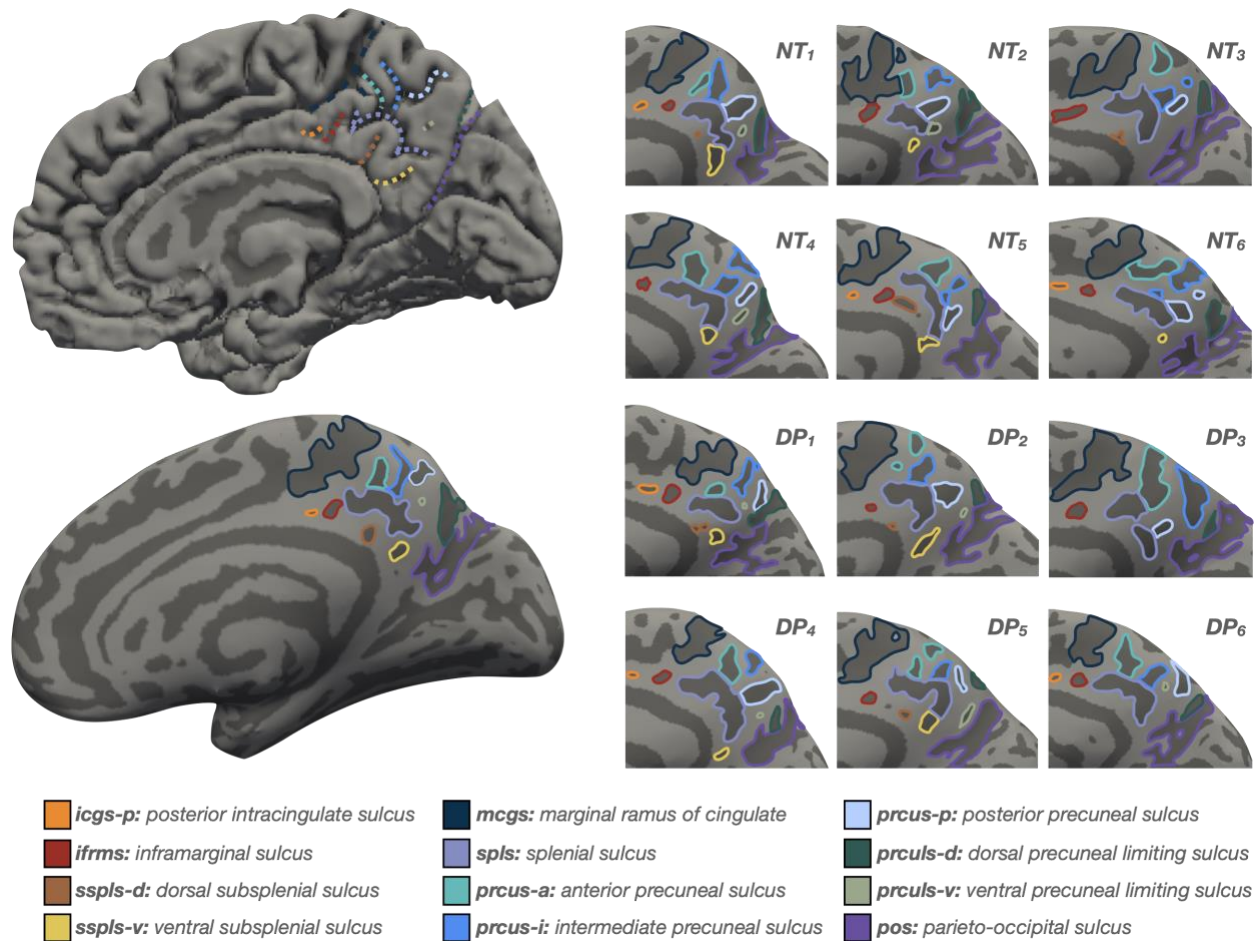 NT1
NT2
NT3
NT4
NT5
NT6
DP1
DP2
DP3
DP4
DP5
DP6
icgs-p: posterior intracingulate sulcus
ifrms: inframarginal sulcus
sspls-d: dorsal subsplenial sulcus
sspls-v: ventral subsplenial sulcus
mcgs: marginal ramus of cingulate
spls: splenial sulcus
prcus-a: anterior precuneal sulcus
prcus-i: intermediate precuneal sulcus
prcus-p: posterior precuneal sulcus
prculs-d: dorsal precuneal limiting sulcus
prculs-v: ventral precuneal limiting sulcus
pos: parieto-occipital sulcus